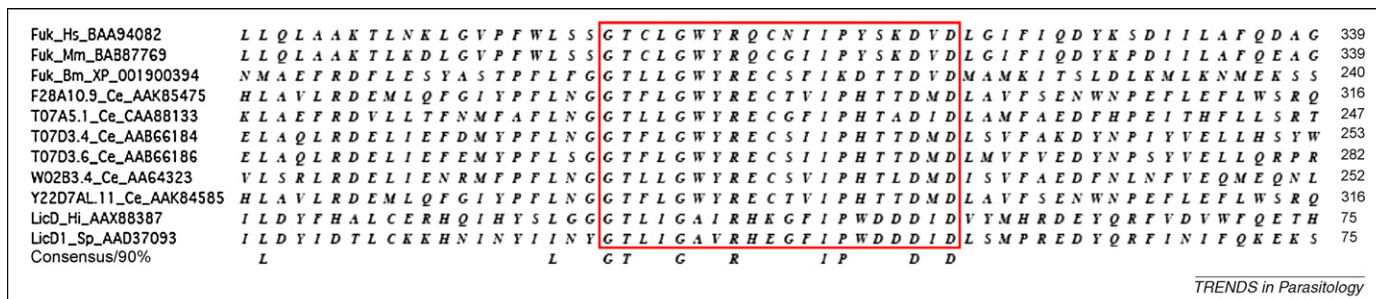 Fuk_Hs_BAA94082 L L Q L A A K T L N K L G V P F W L S S G T C L G W Y R Q C N I I P Y S K D V D L G I F I Q D Y K S D I I L A F Q D A G 339
Fuk_Mm_BAB87769 L L Q L A A K T L K D L G V P F W L S S G T C L G W Y R Q C G I I P Y S K D V D L G I F I Q D Y K P D I I L A F Q E A G 339
Fuk_Bm_XP_001900394 N M A E F R D F L E S Y A S T P F L F G G T L L G W Y R E C S F I K D T T D V D M A M K I T S L D L K M L K N M E K S S 240
F28A10.9_Ce_AAK85475 H L A V L R D E M L Q F G I Y P F L N G G T F L G W Y R E C T V I P H T T D M D L A V F S E N W N P E F L E F L W S R Q 316
T07A5.1_Ce_CAA88133 K L A E F R D V L L T F N M F A F L N G G T L L G W Y R E C G F I P H T A D I D L A M F A E D F H P E I T H F L L S R T 247
T07D3.4_Ce_AAB66184 E L A Q L R D E L I E F D M Y P F L N G G T F L G W Y R E C S I I P H T T D M D L S V F A K D Y N P I Y V E L L H S Y W 253
T07D3.6_Ce_AAB66186 E L A Q L R D E L I E F E M Y P F L S G G T F L G W Y R E C S I I P H T T D M D L M V F V E D Y N P S Y V E L L Q R P R 282
W02B3.4_Ce_AA64323 V L S R L R D E L I E N R M F P F L N G G T L L G W Y R E C S V I P H T L D M D I S V F A E D F N L N F V E Q M E Q N L 252
Y22D7AL.11_Ce_AAK84585 H L A V L R D E M L Q F G I Y P F L N G G T F L G W Y R E C T V I P H T T D M D L A V F S E N W N P E F L E F L W S R Q 316
LicD_Hi_AAX88387 I L D Y F H A L C E R H Q I H Y S L G G G T L I G A I R H K G F I P W D D D I D V Y M H R D E Y Q R F V D V W F Q E T H 75
LicD1_Sp_AAD37093 I L D Y I D T L C K K H N I N Y I I N Y G T L I G A V R H E G F I P W D D D I D L S M P R E D Y Q R F I N I F Q K E K S 75
Consensus/90% L L G T G R I P D D
TRENDS in Parasitology